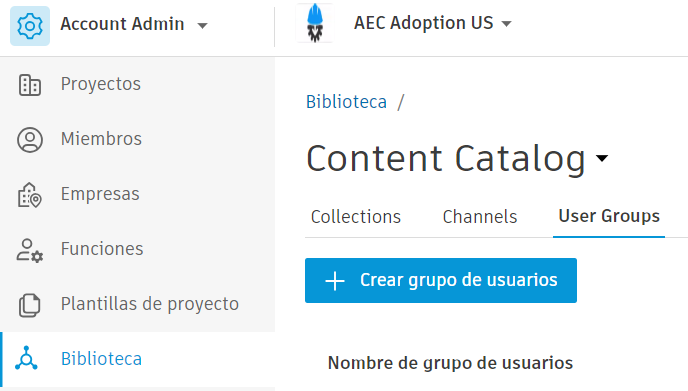 Account Admin
AEC Adoption US
Proyectos
Miembros
Empresas
Funciones
Plantillas de proyecto
Biblioteca
Biblioteca /
Content Catalog
Collections Channels User Groups
Crear grupo de usuarios
Nombre de grupo de usuarios